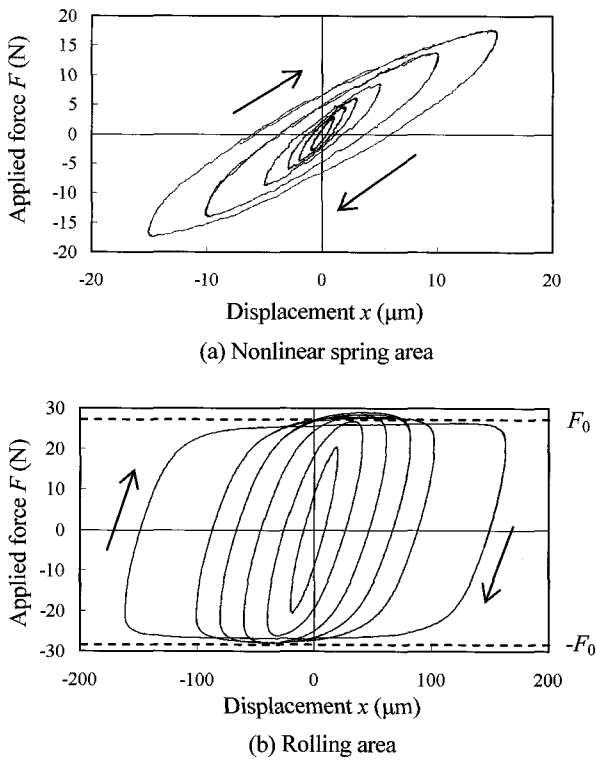 20
15
10
5
0
-5
-10
-15
-20
Applied force F (N)
-20 -10 0 10 20
Displacement x (μm)
(a) Nonlinear spring area
30
20
10
0
-10
-20
-30
Applied force F (N)
F0
-F0
-200 -100 0 100 200
Displacement x (μm)
(b) Rolling area